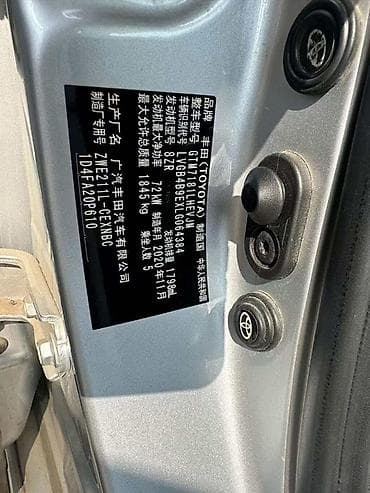 品牌 丰田(TOYOTA) 制造国 中华人民共和国
整车型号 GTM7181LHEVJM
车辆识别代号 LVGB4B9EXLG064384
发动机型号 8ZR 发动机排量 1798mL
发动机最大净功率 72kW 制造年月 2020年11月
最大允许总质量 1845kg 乘坐人数 5
生产厂名 广汽丰田汽车有限公司
制造厂专用号 ZWE211L-CEXNBC
1D4FA20P610